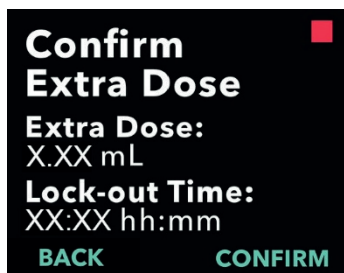 Confirm
Extra Dose
Extra Dose:
X.XX mL
Lock-out Time:
XX:XX hh:mm
BACK CONFIRM